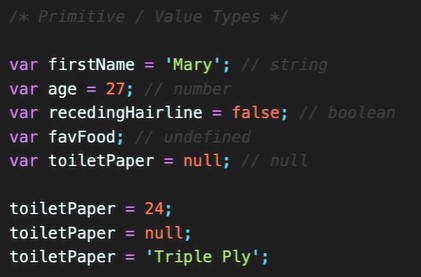 /* Primitive / Value Types */
var firstName = 'Mary'; // string
var age = 27; // number
var recedingHairline = false; // boolean
var favFood; // undefined
var toiletPaper = null; // null
toiletPaper = 24;
toiletPaper = null;
toiletPaper = 'Triple Ply';